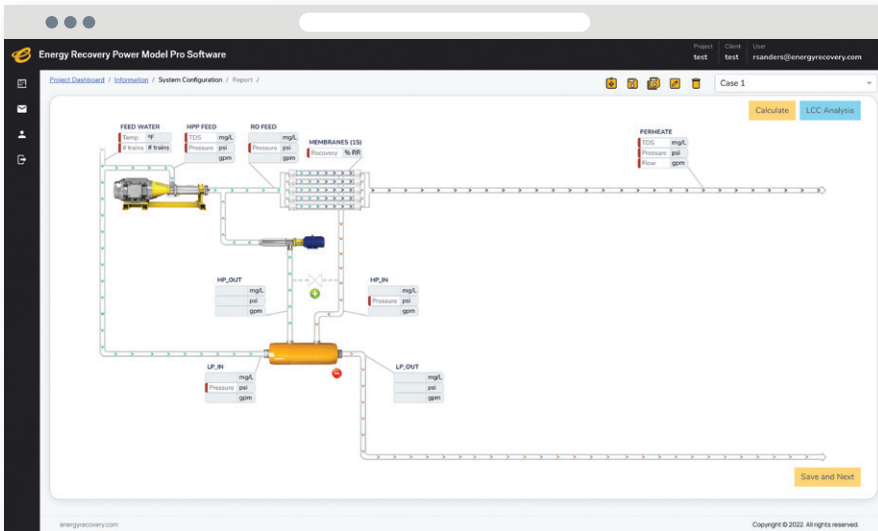 Energy Recovery Power Model Pro Software
Project Client User
test test rsanders@energyrecovery.com
Project Dashboard / Information / System Configuration / Report /
Case 1
Calculate LCC Analysis
FEED WATER
Temp °F
# trains # trains
HPP FEED
TDS mg/L
Pressure psi
gpm
RO FEED
mg/L
Pressure psi
gpm
MEMBRANES (1S)
Recovery % RR
PERMEATE
TDS mg/L
Pressure psi
Flow gpm
HP_OUT
mg/L
psi
gpm
HP_IN
mg/L
Pressure psi
gpm
LP_IN
mg/L
Pressure psi
gpm
LP_OUT
mg/L
psi
gpm
Save and Next
energyrecovery.com
Copyright © 2022. All rights reserved.